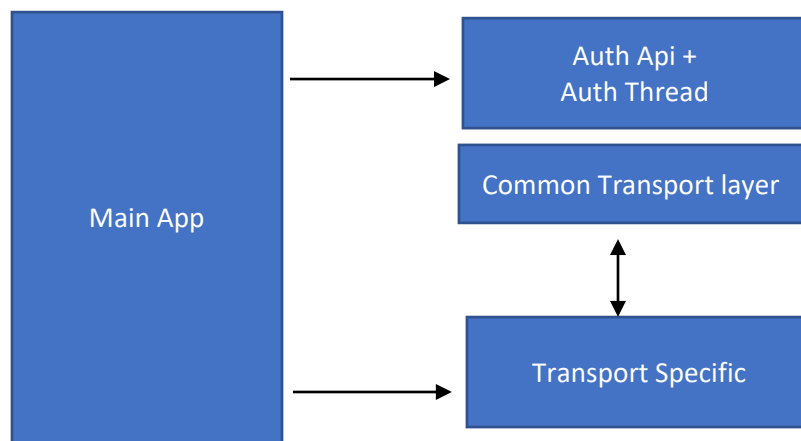 Main App
Auth Api +
Auth Thread
Common Transport layer
Transport Specific